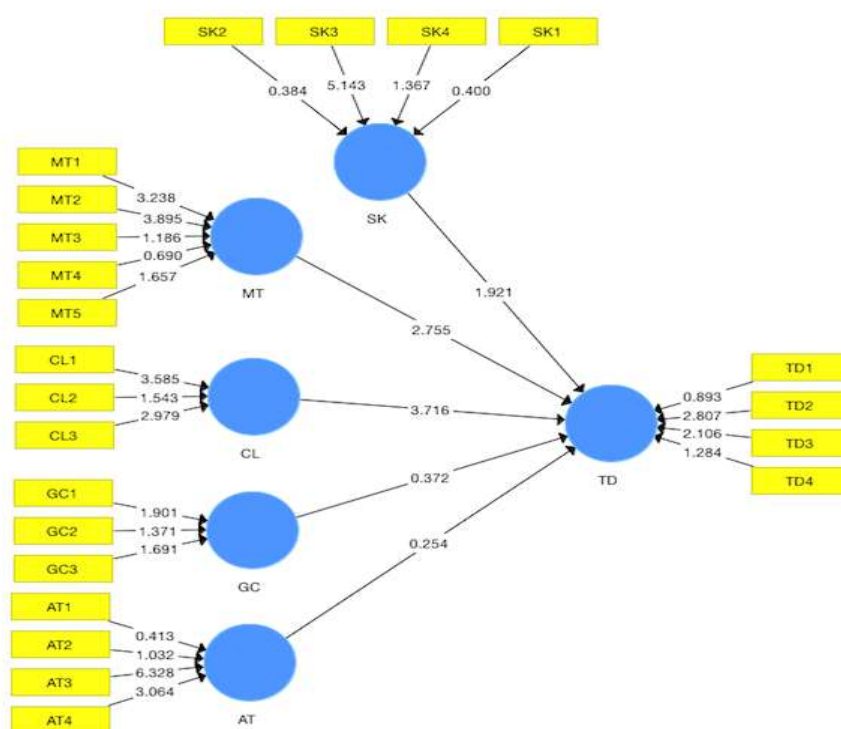 SK2 SK3 SK4 SK1
0.384 5.143 1.367 0.400
SK
MT1
MT2
MT3
MT4
MT5
3.238
3.895
1.186
0.690
1.657
MT
1.921
2.755
CL1
CL2
CL3
3.585
1.543
2.979
CL
3.716
TD1
TD2
TD3
TD4
0.893
2.807
2.106
1.284
TD
GC1
GC2
GC3
1.901
1.371
1.691
GC
0.372
0.254
AT1
AT2
AT3
AT4
0.413
1.032
6.328
3.064
AT